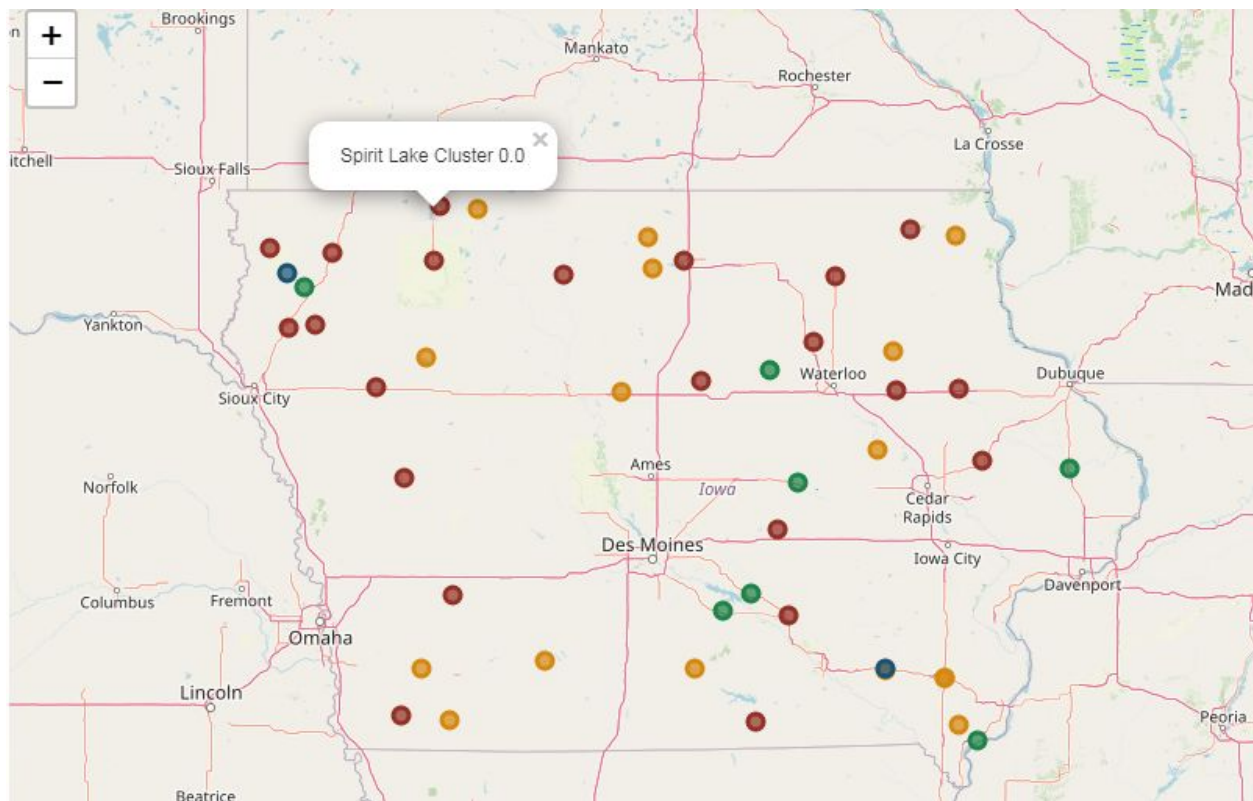 +
−
Brookings
Mankato
Rochester
La Crosse
itchell
Sioux Falls
×
Spirit Lake Cluster 0.0
Mad
Yankton
Waterloo
Dubuque
Sioux City
Norfolk
Ames
Iowa
Cedar
Rapids
Des Moines
Iowa City
Davenport
Columbus
Fremont
Omaha
Lincoln
Peoria
Beatrice